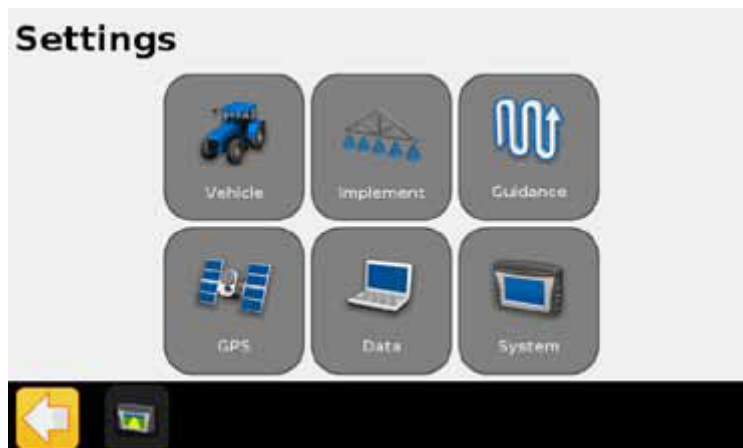 Settings
Vehicle
Implement
Guidance
GPS
Data
System